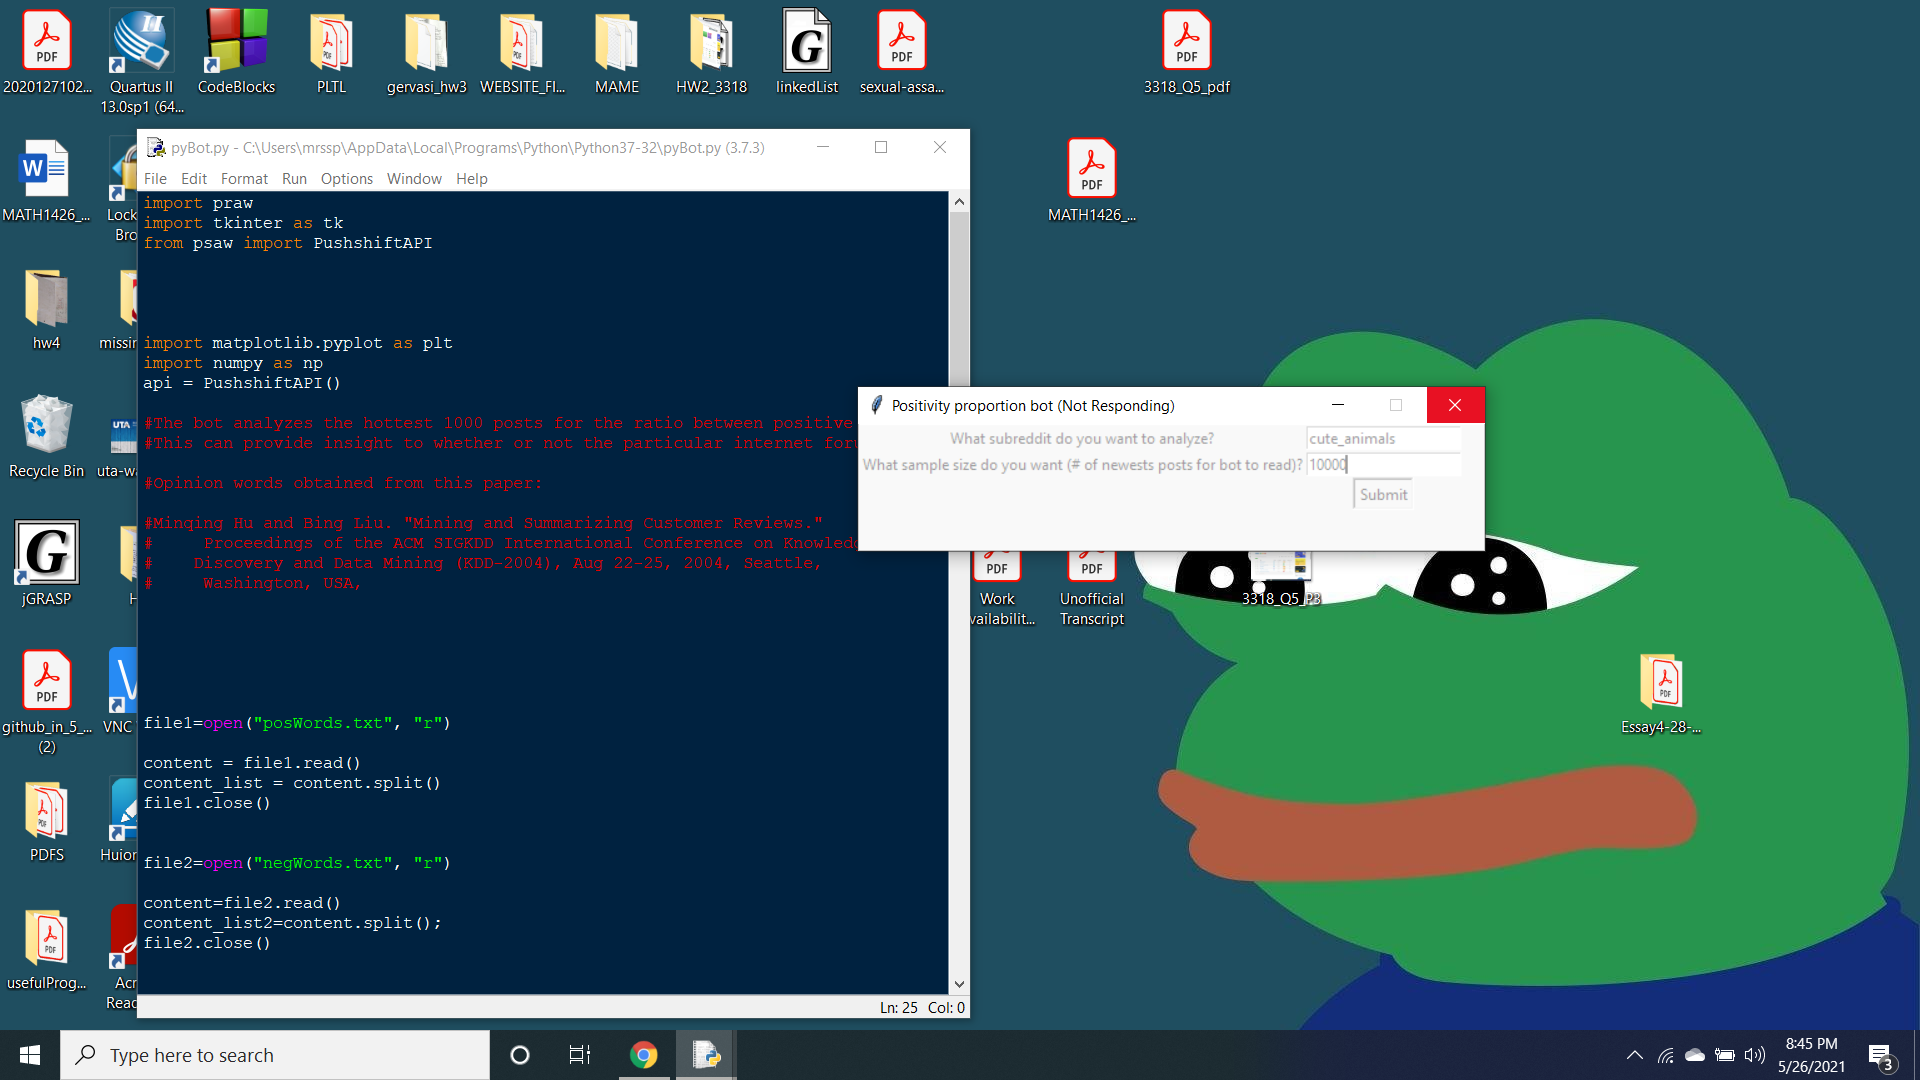 2020127102...
Quartus II
13.0sp1 (64...
CodeBlocks
PLTL
gervasi_hw3
WEBSITE_FI...
MAME
HW2_3318
linkedList
sexual-assa...
3318_Q5_pdf
MATH1426_...
Lock
Bro
MATH1426_...
hw4
missin
Recycle Bin
uta-wa
jGRASP
H
github_in_5_...
(2)
VNC
PDFS
Huion
usefulProg...
Acr
Read
pyBot.py - C:\Users\mrssp\AppData\Local\Programs\Python\Python37-32\pyBot.py (3.7.3)
File Edit Format Run Options Window Help
import praw
import tkinter as tk
from psaw import PushshiftAPI
import matplotlib.pyplot as plt
import numpy as np
api = PushshiftAPI()
#The bot analyzes the hottest 1000 posts for the ratio between positive
#This can provide insight to whether or not the particular internet for
#Opinion words obtained from this paper:
#Minqing Hu and Bing Liu. "Mining and Summarizing Customer Reviews."
# Proceedings of the ACM SIGKDD International Conference on Knowledg
# Discovery and Data Mining (KDD-2004), Aug 22-25, 2004, Seattle,
# Washington, USA,
file1=open("posWords.txt", "r")
content = file1.read()
content_list = content.split()
file1.close()
file2=open("negWords.txt", "r")
content=file2.read()
content_list2=content.split();
file2.close()
Ln: 25 Col: 0
Positivity proportion bot (Not Responding)
What subreddit do you want to analyze? cute_animals
What sample size do you want (# of newests posts for bot to read)? 10000
Submit
PDF
Work
vailabilit...
PDF
Unofficial
Transcript
3318_Q5_P3
Essay4-28-...
Type here to search
8:45 PM
5/26/2021
3